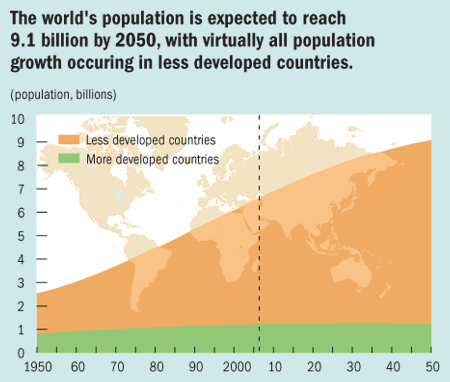 The world's population is expected to reach
9.1 billion by 2050, with virtually all population
growth occuring in less developed countries.
(population, billions)
10
9
8
7
6
5
4
3
2
1
0
Less developed countries
More developed countries
1950 60 70 80 90 2000 10 20 30 40 50